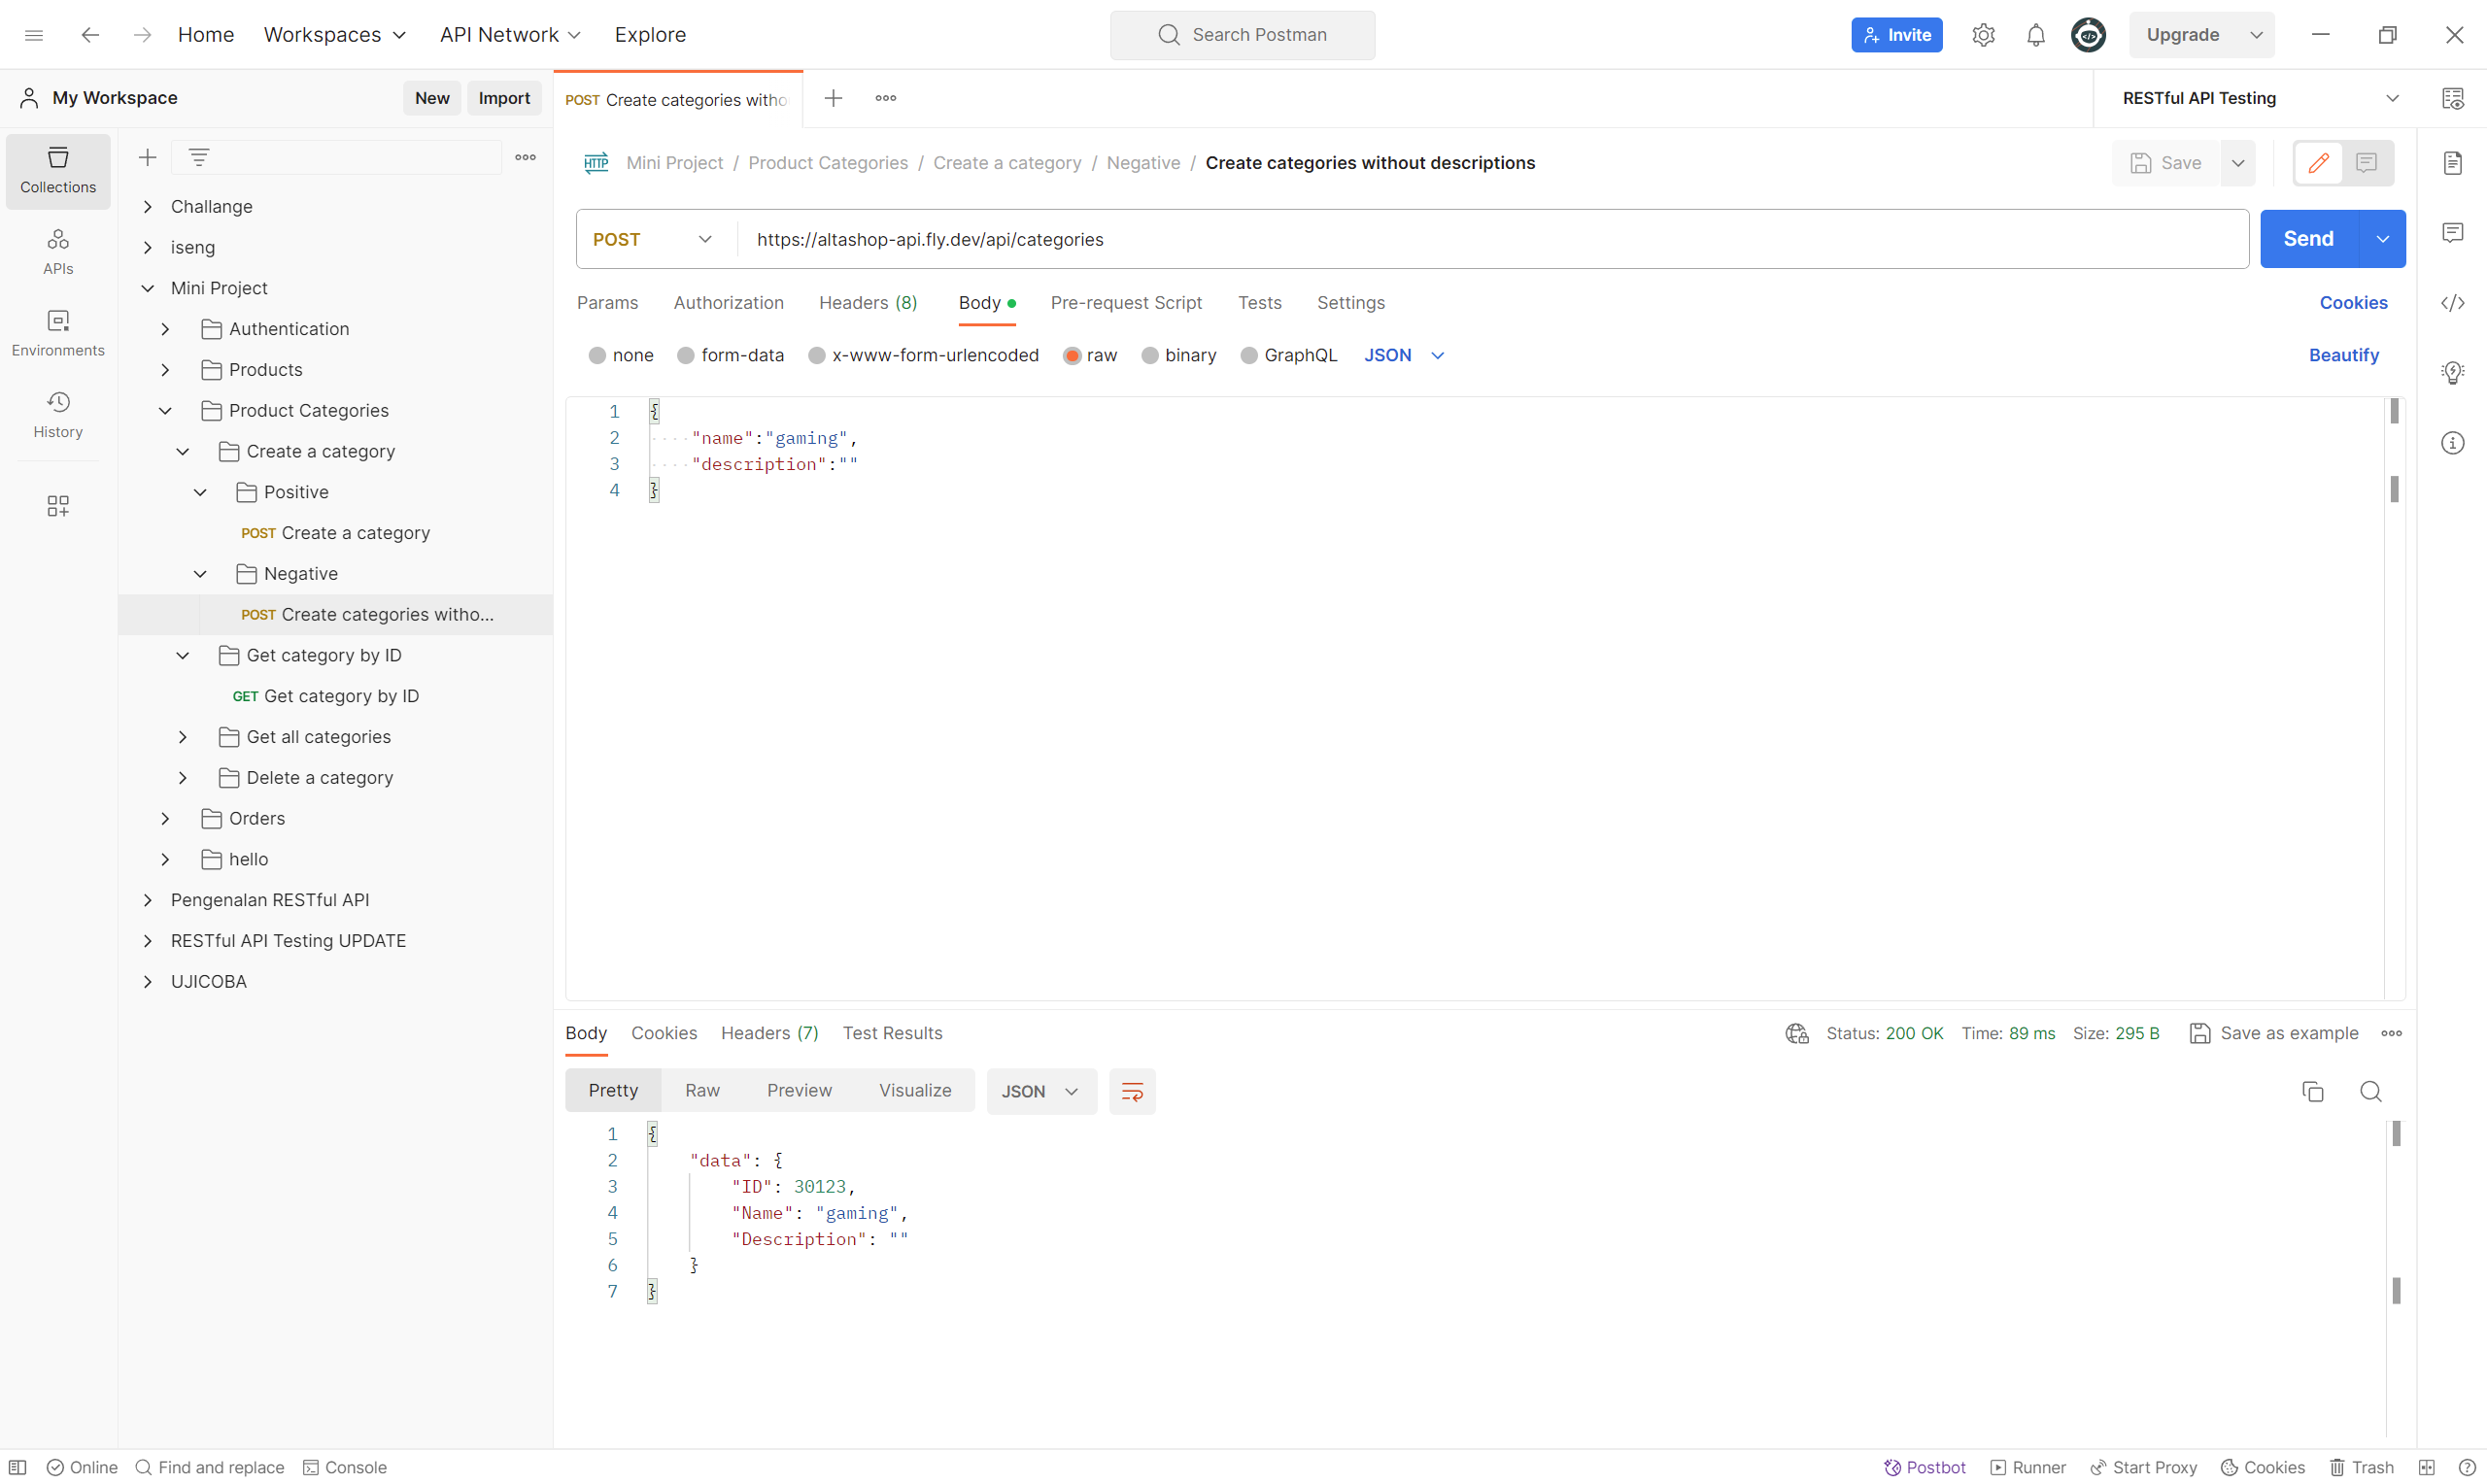 Home Workspaces API Network Explore Search Postman Invite Upgrade
My Workspace New Import POST Create categories witho RESTful API Testing
Collections
APIs
Environments
History
Challange
iseng
Mini Project
Authentication
Products
Product Categories
Create a category
Positive
POST Create a category
Negative
POST Create categories witho...
Get category by ID
GET Get category by ID
Get all categories
Delete a category
Orders
hello
Pengenalan RESTful API
RESTful API Testing UPDATE
UJICOBA
HTTP Mini Project / Product Categories / Create a category / Negative / Create categories without descriptions Save
POST https://altashop-api.fly.dev/api/categories Send
Params Authorization Headers (8) Body Pre-request Script Tests Settings Cookies
none form-data x-www-form-urlencoded raw binary GraphQL JSON Beautify
1 {
2 "name":"gaming",
3 "description":""
4 }
Body Cookies Headers (7) Test Results Status: 200 OK Time: 89 ms Size: 295 B Save as example
Pretty Raw Preview Visualize JSON
1 {
2 "data": {
3 "ID": 30123,
4 "Name": "gaming",
5 "Description": ""
6 }
7 }
Online Find and replace Console Postbot Runner Start Proxy Cookies Trash